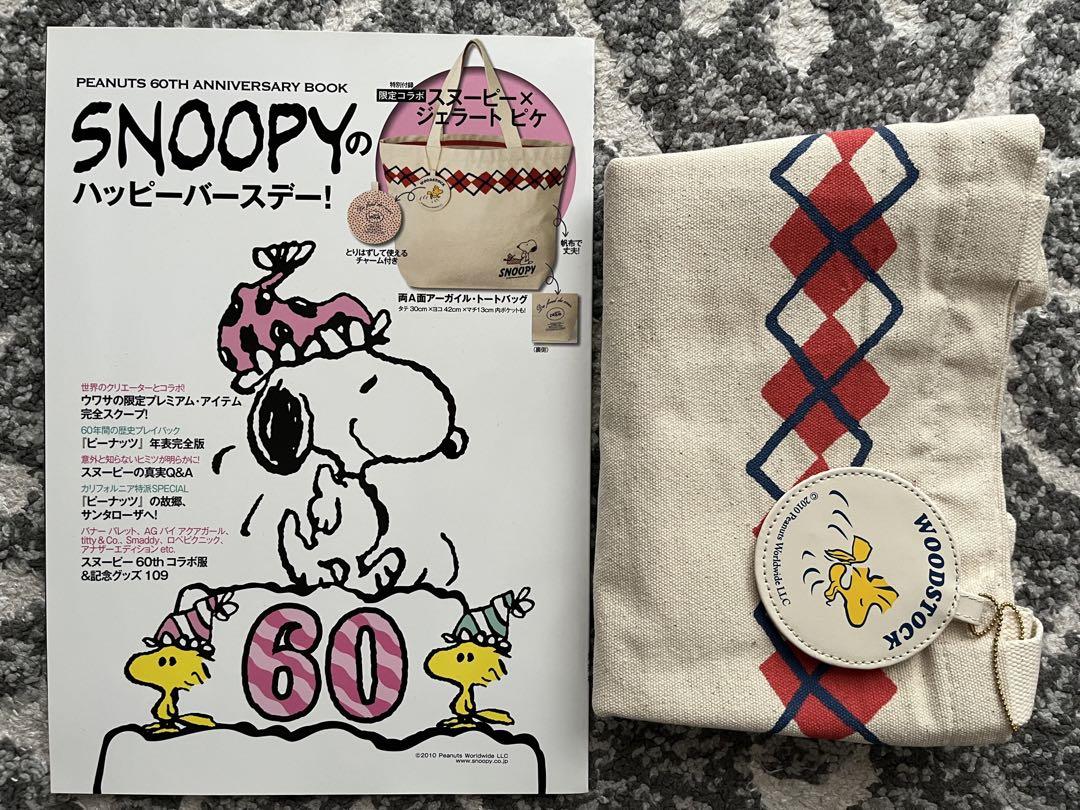 PEANUTS 60TH ANNIVERSARY BOOK
SNOOPYの
ハッピーバースデー!
特別付録
限定コラボ
スヌーピー×
ジェラート ピケ
WOODSTOCK
とりはずして使える
チャーム付き
帆布で
丈夫!
SNOOPY
両A面アーガイル・トートバッグ
タテ 30cm×ヨコ 42cm×マチ13cm 内ポケットも!
(裏側)
世界のクリエーターとコラボ!
ウワサの限定プレミアム・アイテム
完全スクープ!
60年間の歴史プレイバック
『ピーナッツ』年表完全版
意外と知らないヒミツが明らかに!
スヌーピーの真実Q&A
カリフォルニア特派SPECIAL
『ピーナッツ』の故郷、
サンタローザへ!
バナー バレット、AG バイ アクアガール、
titty & Co.、Smaddy、ロペピクニック、
アナザーエディション etc.
スヌーピー 60th コラボ服
&記念グッズ 109
60
©2010 Peanuts Worldwide LLC
www.snoopy.co.jp
WOODSTOCK
©2010 Peanuts Worldwide LLC